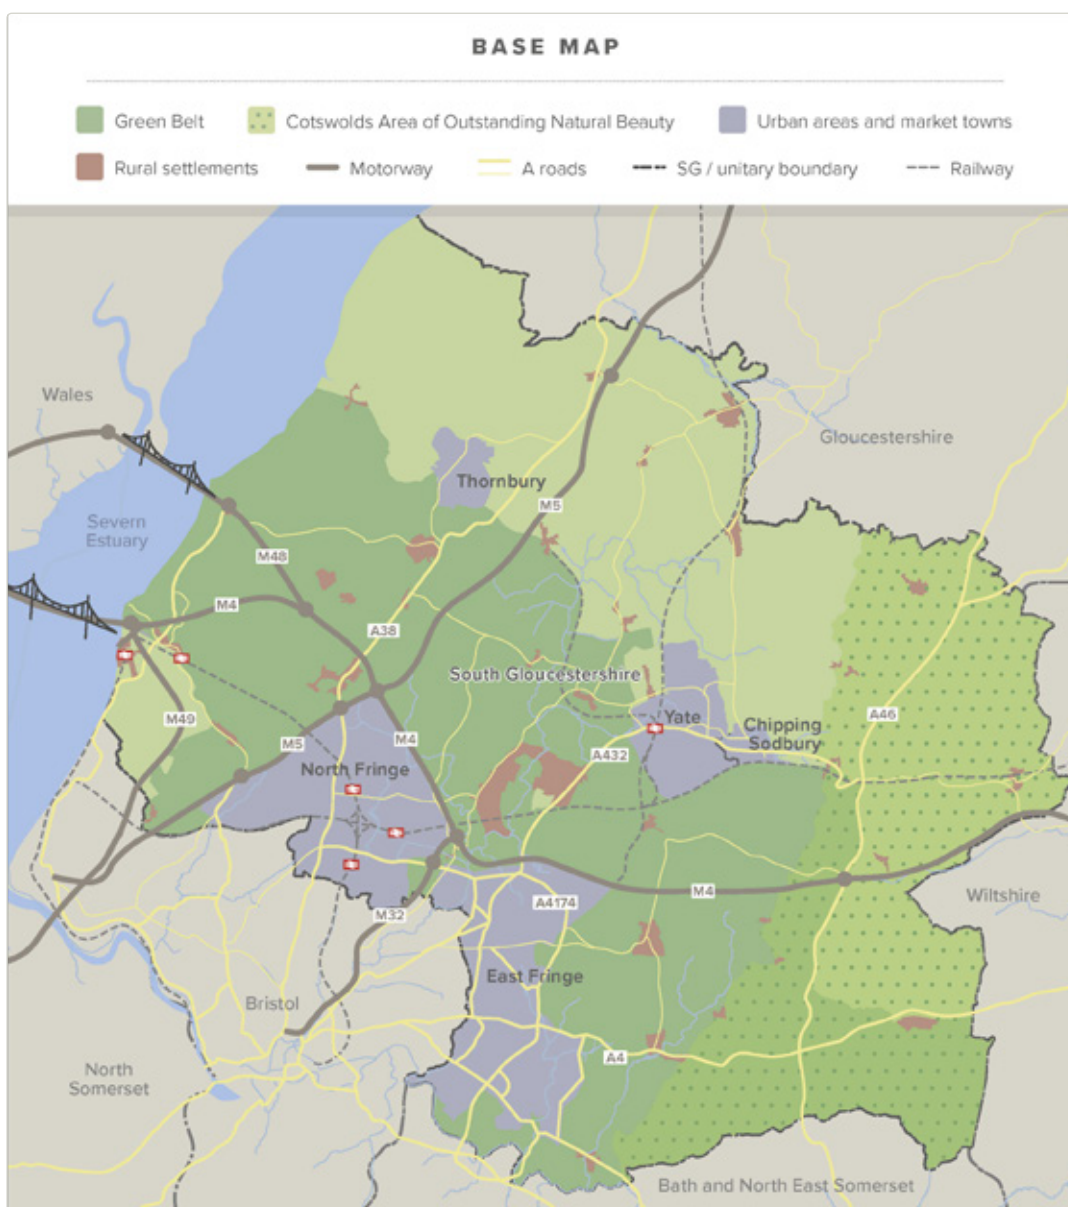 BASE MAP
Green Belt
Cotswolds Area of Outstanding Natural Beauty
Urban areas and market towns
Rural settlements
Motorway
A roads
SG / unitary boundary
Railway
Wales
Gloucestershire
Thornbury
M5
Severn
Estuary
M48
M4
A38
South Gloucestershire
M49
Yate
A46
Chipping
Sodbury
M5
M4
A432
North Fringe
M4
Wiltshire
A4174
M32
East Fringe
Bristol
A4
North
Somerset
Bath and North East Somerset